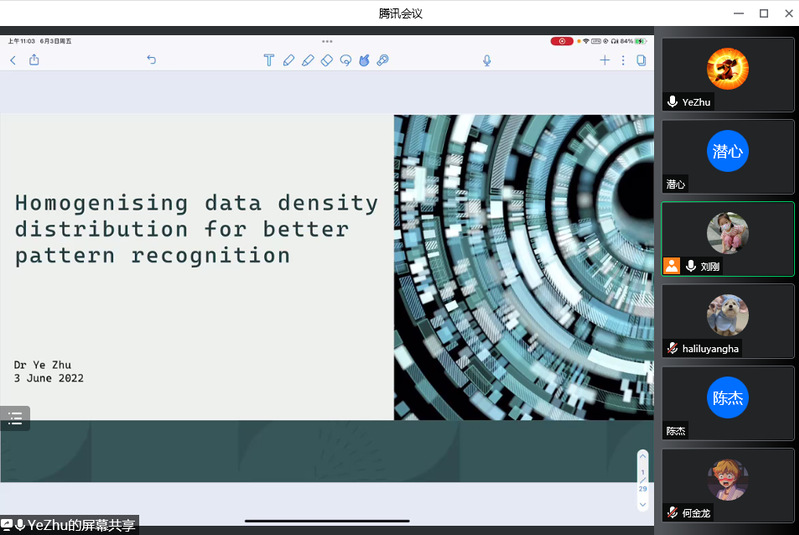 腾讯会议
上午11:03 6月3日周五
84%
Homogenising data density
distribution for better
pattern recognition
Dr Ye Zhu
3 June 2022
1
29
YeZhu的屏幕共享
YeZhu
潜心
潜心
刘刚
haliluyangha
陈杰
陈杰
何金龙